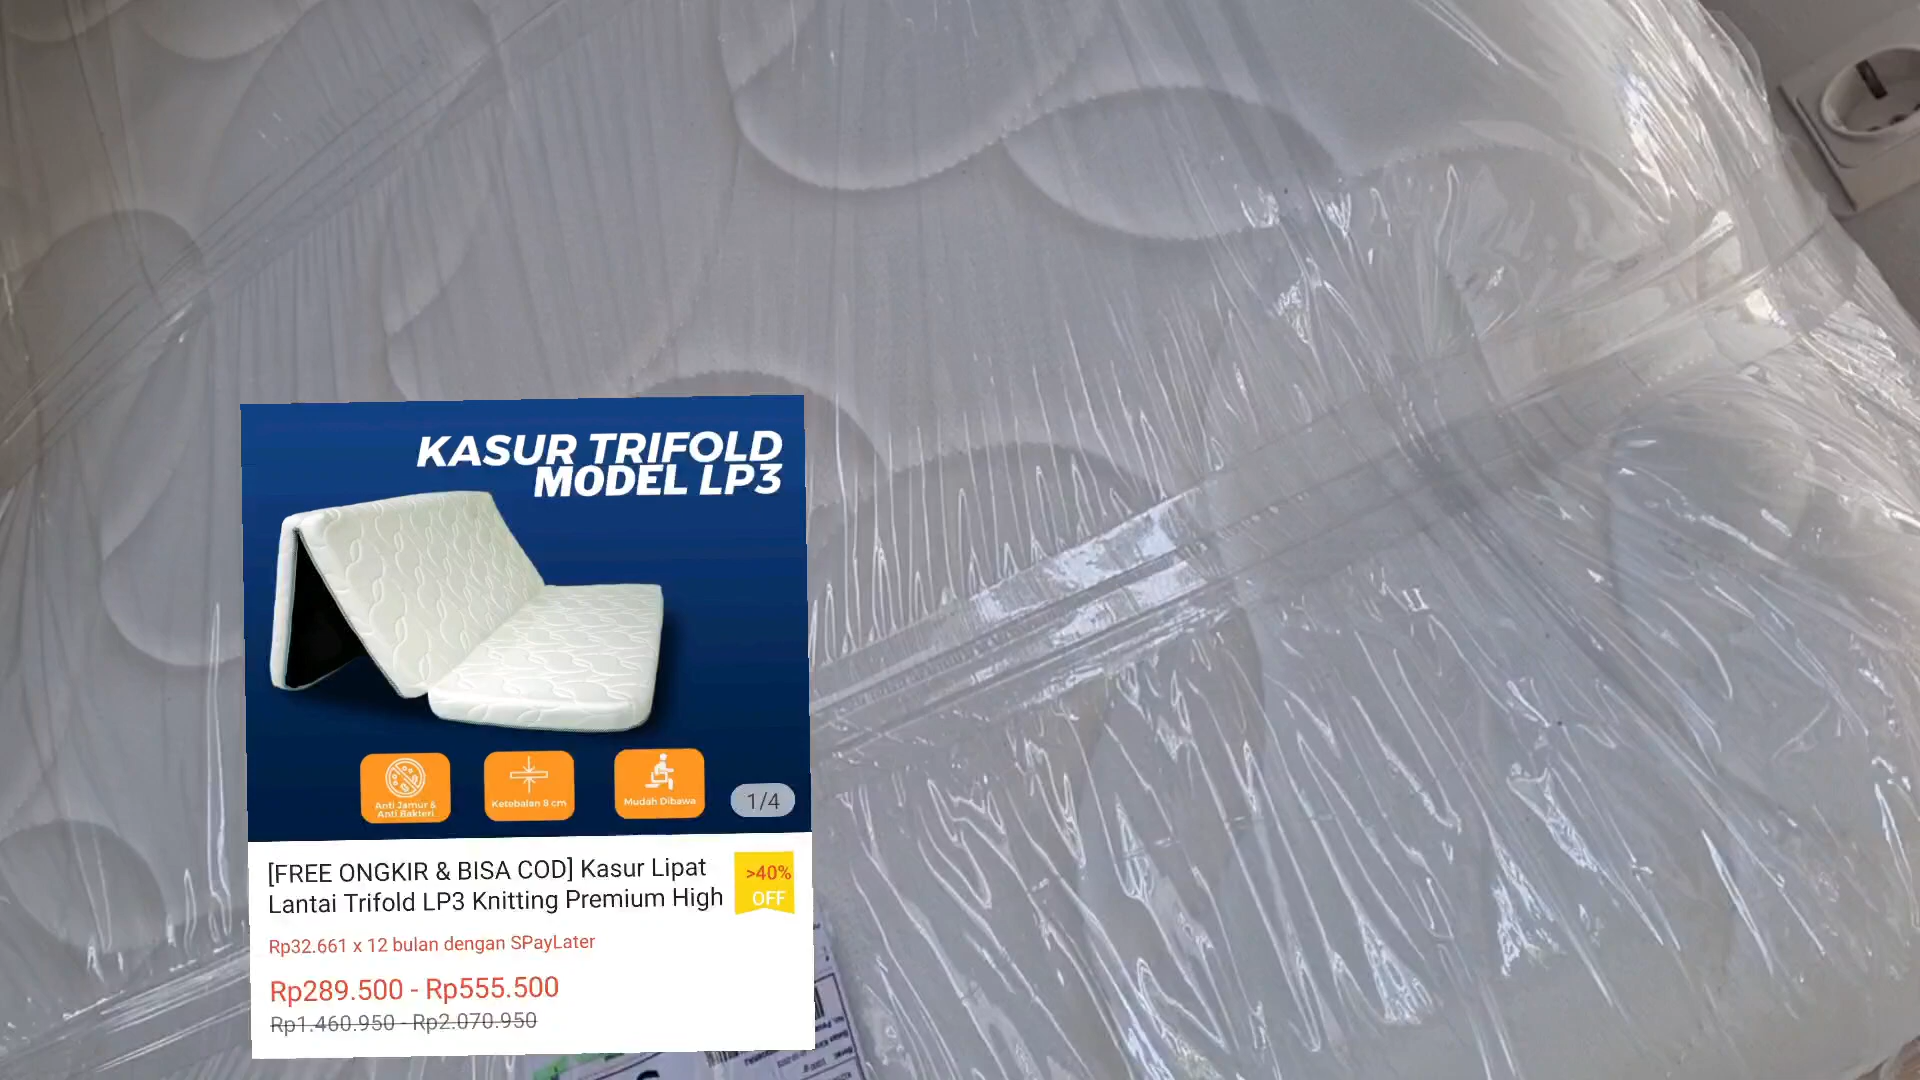 KASUR TRIFOLD
MODEL LP3
Anti Jamur &
Anti Bakteri
Ketebalan 8 cm
Mudah Dibawa
1/4
[FREE ONGKIR & BISA COD] Kasur Lipat
Lantai Trifold LP3 Knitting Premium High
>40%
OFF
Rp32.661 x 12 bulan dengan SPayLater
Rp289.500 - Rp555.500
Rp1.460.950 - Rp2.070.950